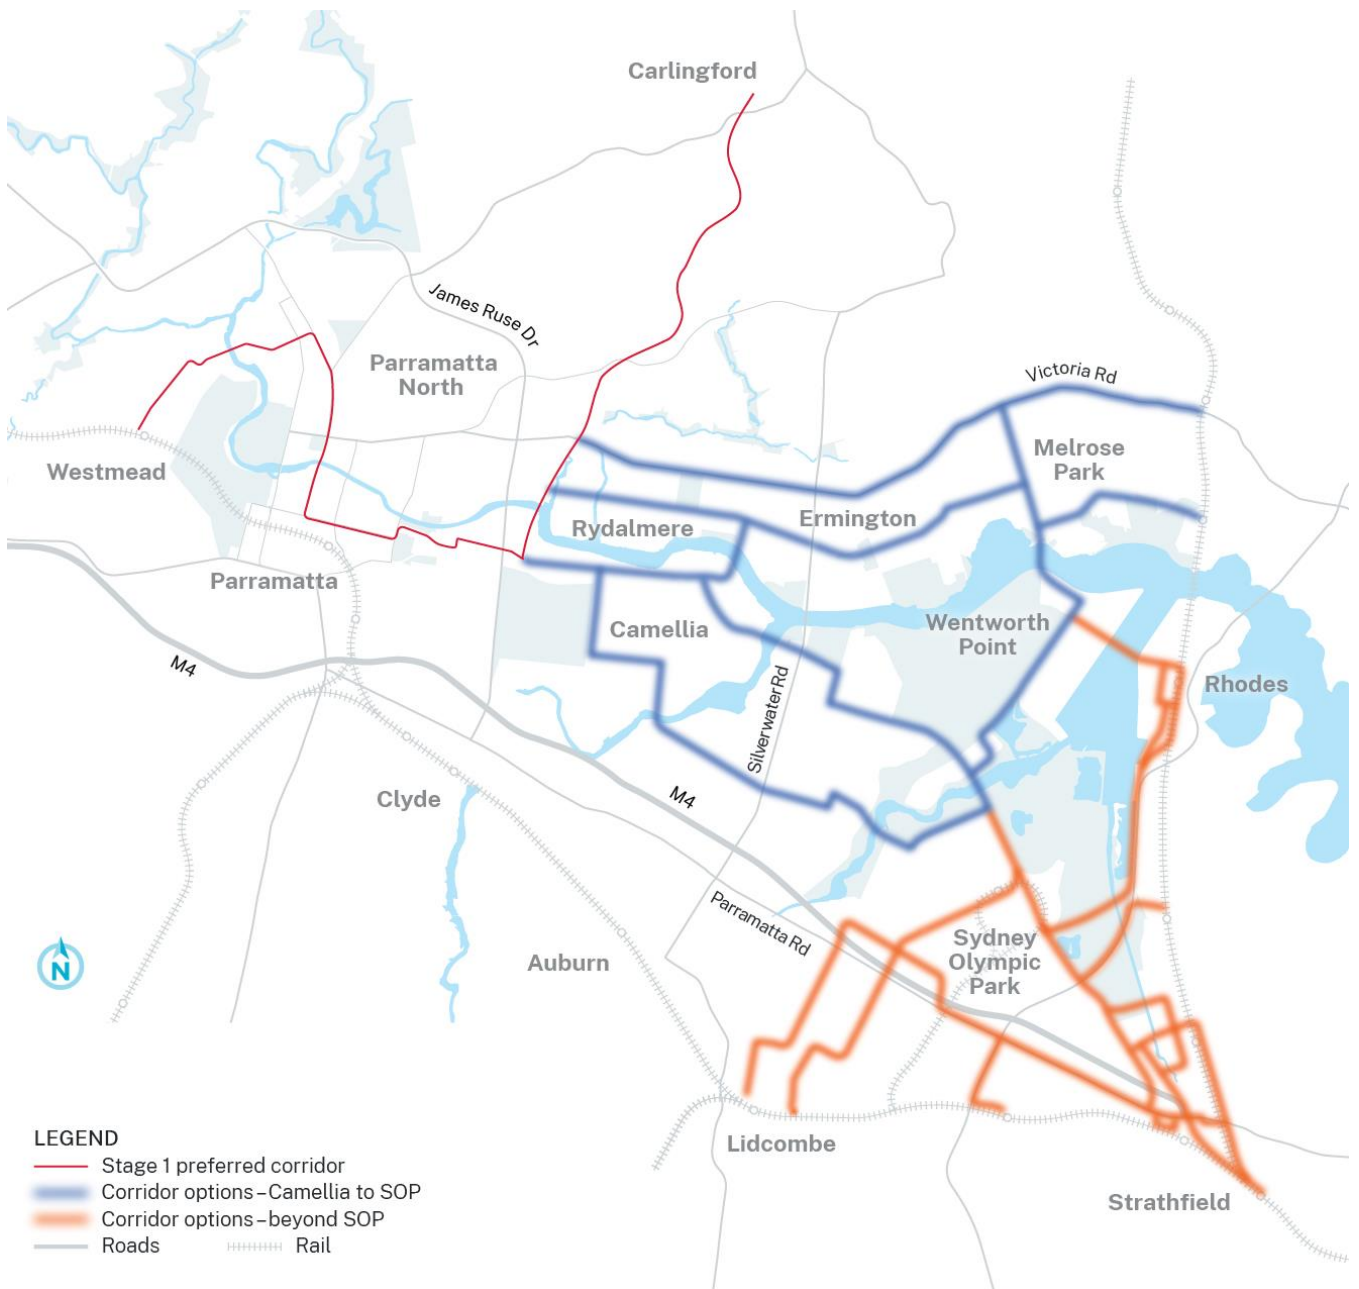 Carlingford
James Ruse Dr
Parramatta
North
Victoria Rd
Melrose
Park
Westmead
Ermington
Rydalmere
Parramatta
Camellia
Wentworth
Point
M4
Silverwater Rd
Rhodes
Clyde
M4
Parramatta Rd
Auburn
Sydney
Olympic
Park
N
Lidcombe
Strathfield
LEGEND
Stage 1 preferred corridor
Corridor options – Camellia to SOP
Corridor options – beyond SOP
Roads Rail